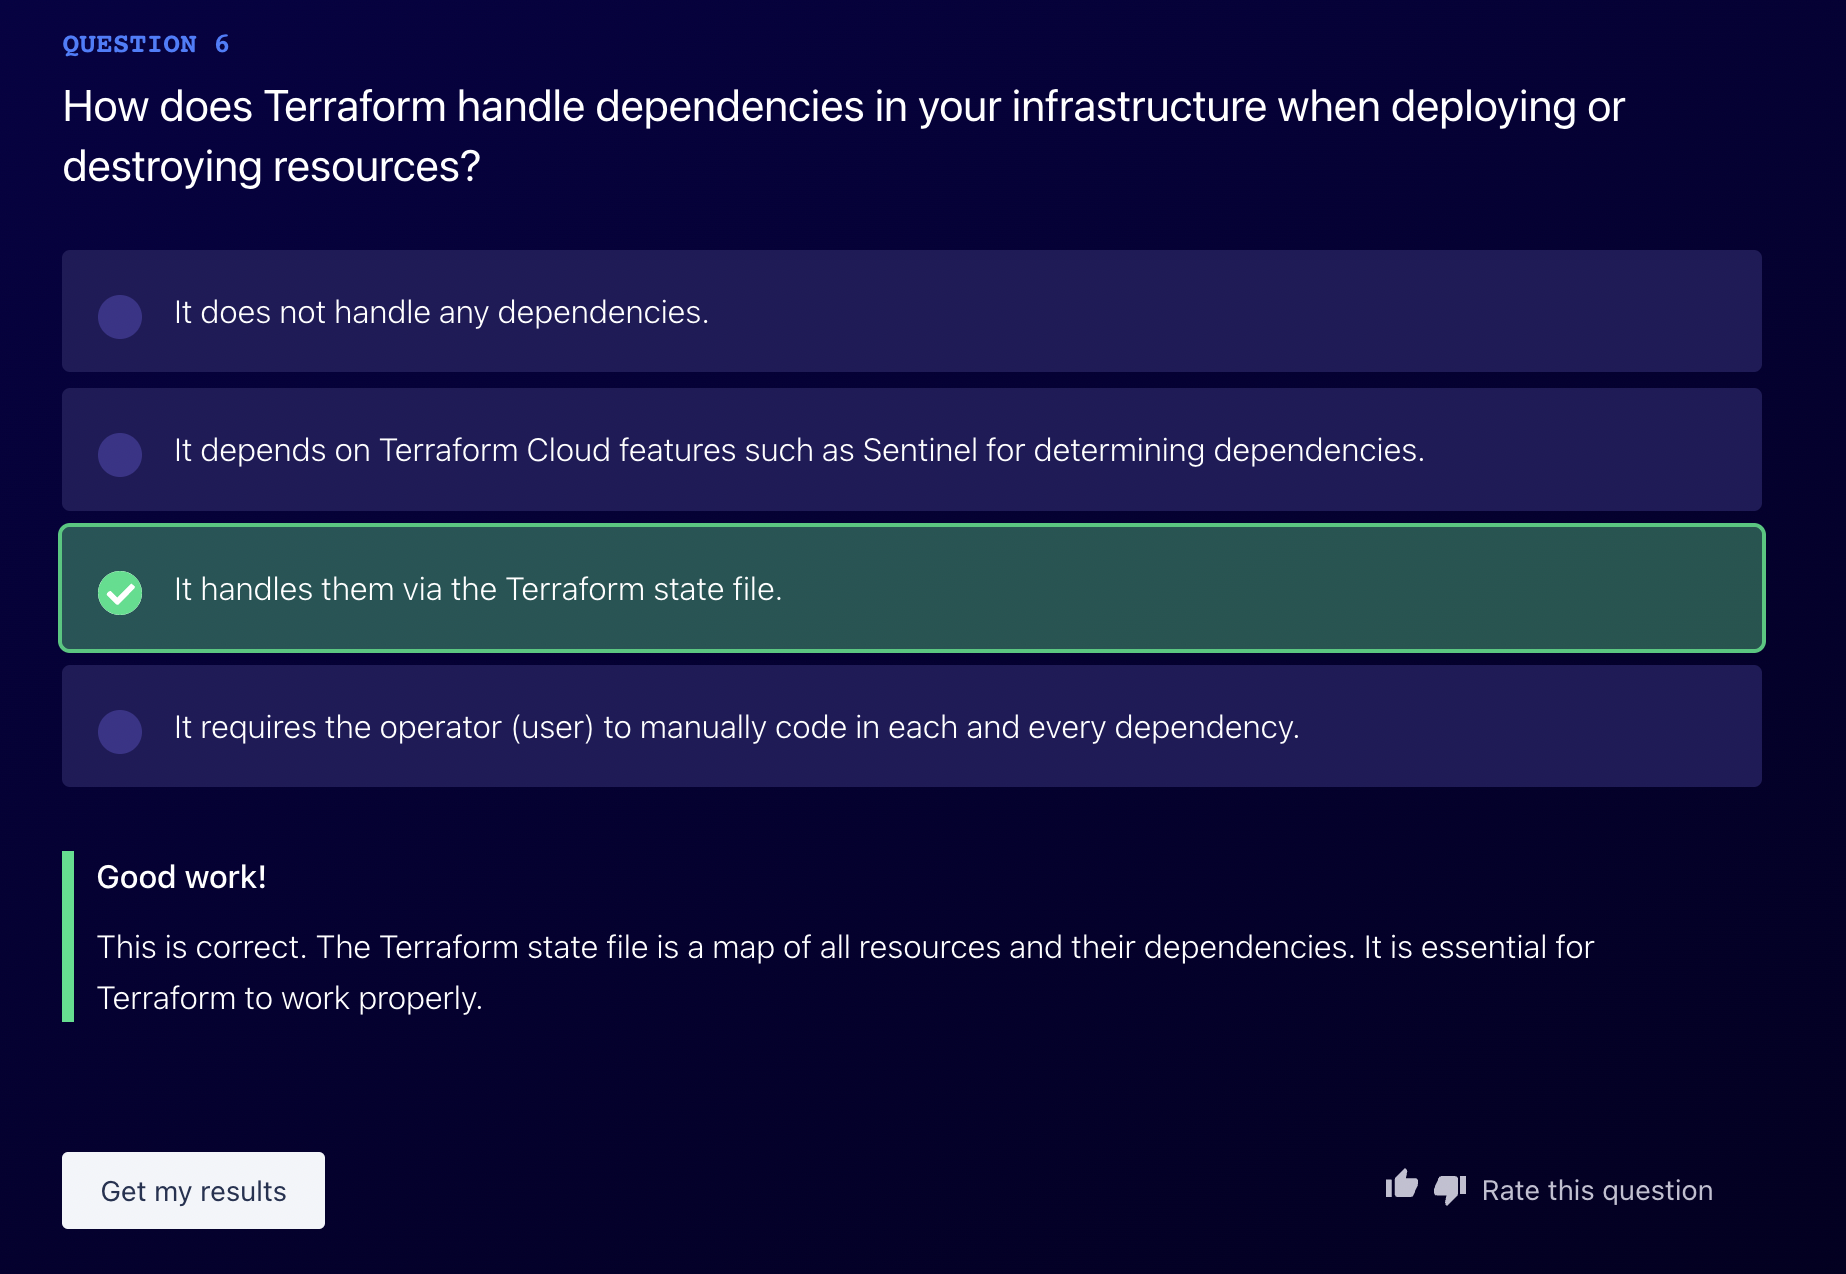 QUESTION 6
How does Terraform handle dependencies in your infrastructure when deploying or
destroying resources?
It does not handle any dependencies.
It depends on Terraform Cloud features such as Sentinel for determining dependencies.
It handles them via the Terraform state file.
It requires the operator (user) to manually code in each and every dependency.
Good work!
This is correct. The Terraform state file is a map of all resources and their dependencies. It is essential for
Terraform to work properly.
Get my results
Rate this question